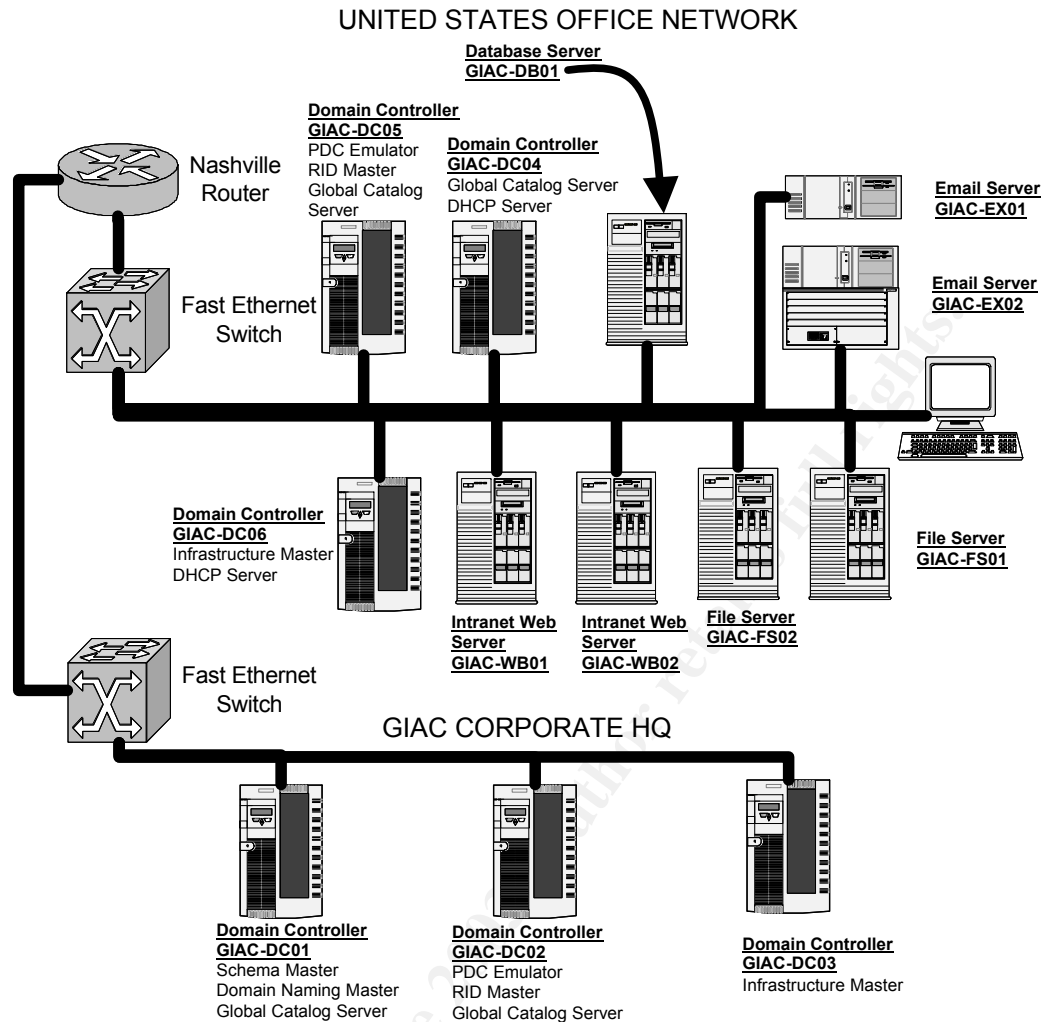 UNITED STATES OFFICE NETWORK
Database Server
GIAC-DB01
Domain Controller
GIAC-DC05
PDC Emulator
RID Master
Global Catalog
Server
Domain Controller
GIAC-DC04
Global Catalog Server
DHCP Server
Nashville
Router
Email Server
GIAC-EX01
Fast Ethernet
Switch
Email Server
GIAC-EX02
Domain Controller
GIAC-DC06
Infrastructure Master
DHCP Server
File Server
GIAC-FS01
Intranet Web
Server
GIAC-WB01
Intranet Web
Server
GIAC-WB02
File Server
GIAC-FS02
Fast Ethernet
Switch
GIAC CORPORATE HQ
Domain Controller
GIAC-DC01
Schema Master
Domain Naming Master
Global Catalog Server
Domain Controller
GIAC-DC02
PDC Emulator
RID Master
Global Catalog Server
Domain Controller
GIAC-DC03
Infrastructure Master
full rights